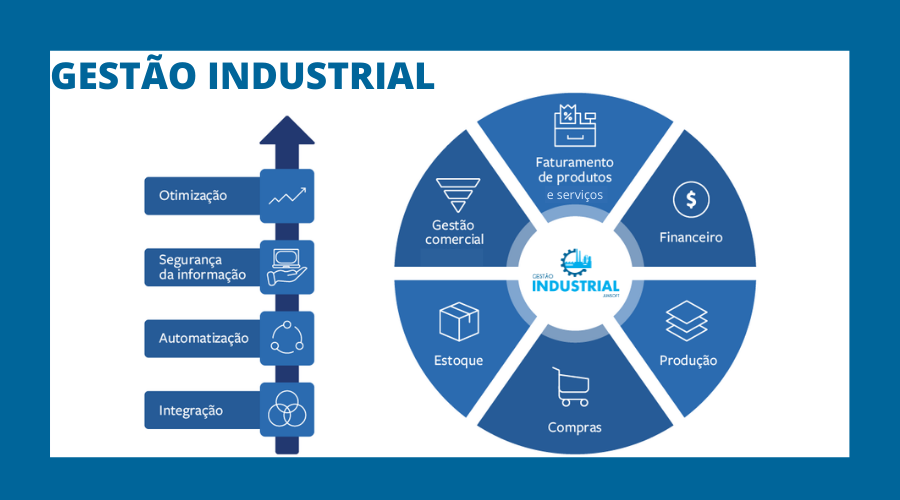 GESTÃO INDUSTRIAL
Otimização
Segurança
da informação
Automatização
Integração
Faturamento
de produtos
e serviços
Financeiro
Produção
Compras
Estoque
Gestão
comercial
GESTÃO
INDUSTRIAL